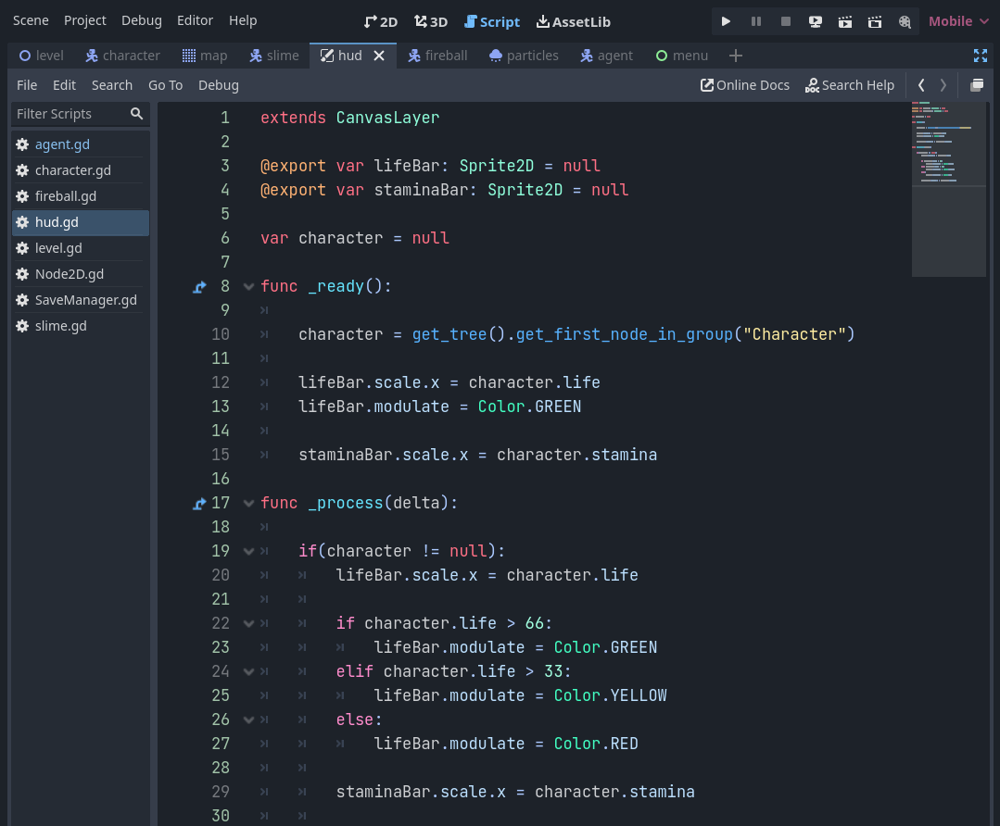 Scene Project Debug Editor Help 2D 3D Script AssetLib Mobile
level character map slime hud fireball particles agent menu
File Edit Search Go To Debug Online Docs Search Help
Filter Scripts
agent.gd
character.gd
fireball.gd
hud.gd
level.gd
Node2D.gd
SaveManager.gd
slime.gd
1 extends CanvasLayer
2
3 @export var lifeBar: Sprite2D = null
4 @export var staminaBar: Sprite2D = null
5
6 var character = null
7
8 func _ready():
9
10 character = get_tree().get_first_node_in_group("Character")
11
12 lifeBar.scale.x = character.life
13 lifeBar.modulate = Color.GREEN
14
15 staminaBar.scale.x = character.stamina
16
17 func _process(delta):
18
19 if(character != null):
20 lifeBar.scale.x = character.life
21
22 if character.life > 66:
23 lifeBar.modulate = Color.GREEN
24 elif character.life > 33:
25 lifeBar.modulate = Color.YELLOW
26 else:
27 lifeBar.modulate = Color.RED
28
29 staminaBar.scale.x = character.stamina
30